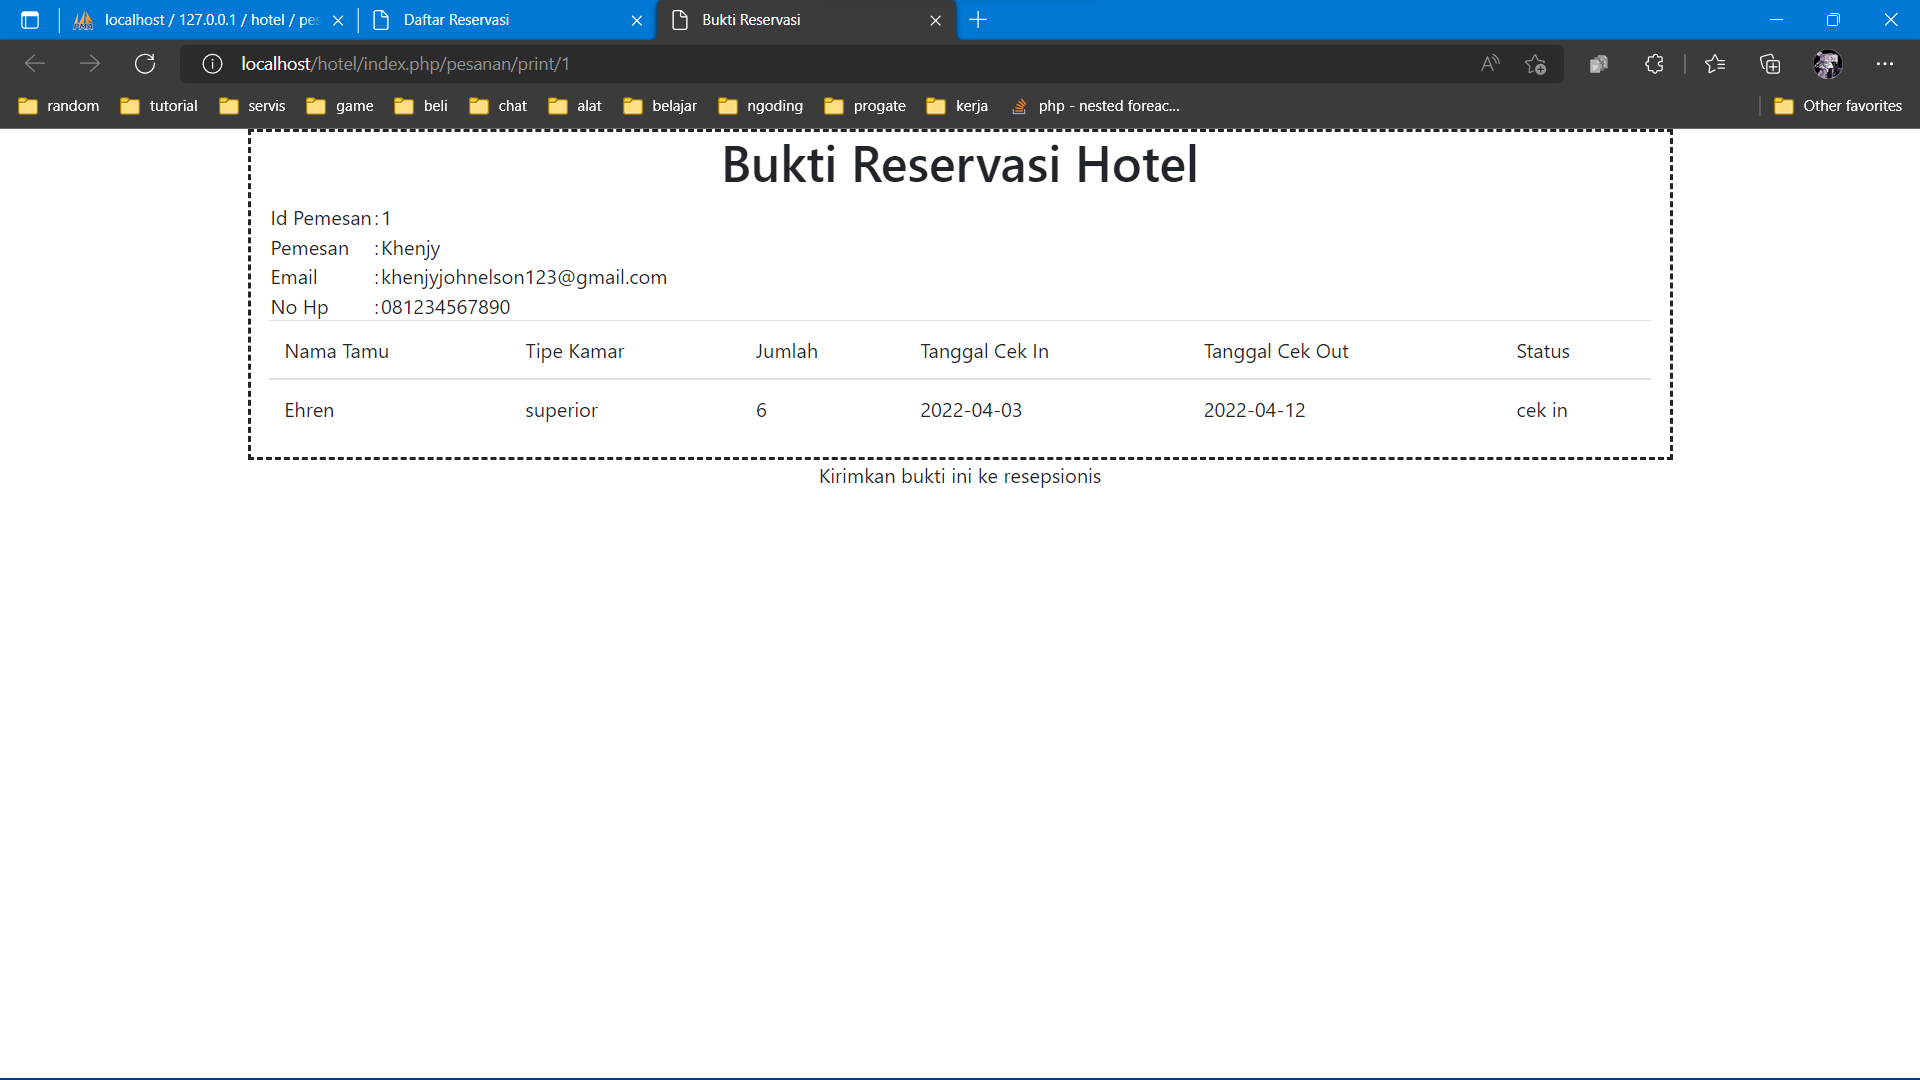 localhost / 127.0.0.1 / hotel / pes
Daftar Reservasi
Bukti Reservasi
localhost/hotel/index.php/pesanan/print/1
random tutorial servis game beli chat alat belajar ngoding progate kerja php - nested foreac... Other favorites
Bukti Reservasi Hotel
Id Pemesan : 1
Pemesan : Khenjy
Email : khenjyjohnelson123@gmail.com
No Hp : 081234567890
Nama Tamu Tipe Kamar Jumlah Tanggal Cek In Tanggal Cek Out Status
Ehren superior 6 2022-04-03 2022-04-12 cek in
Kirimkan bukti ini ke resepsionis